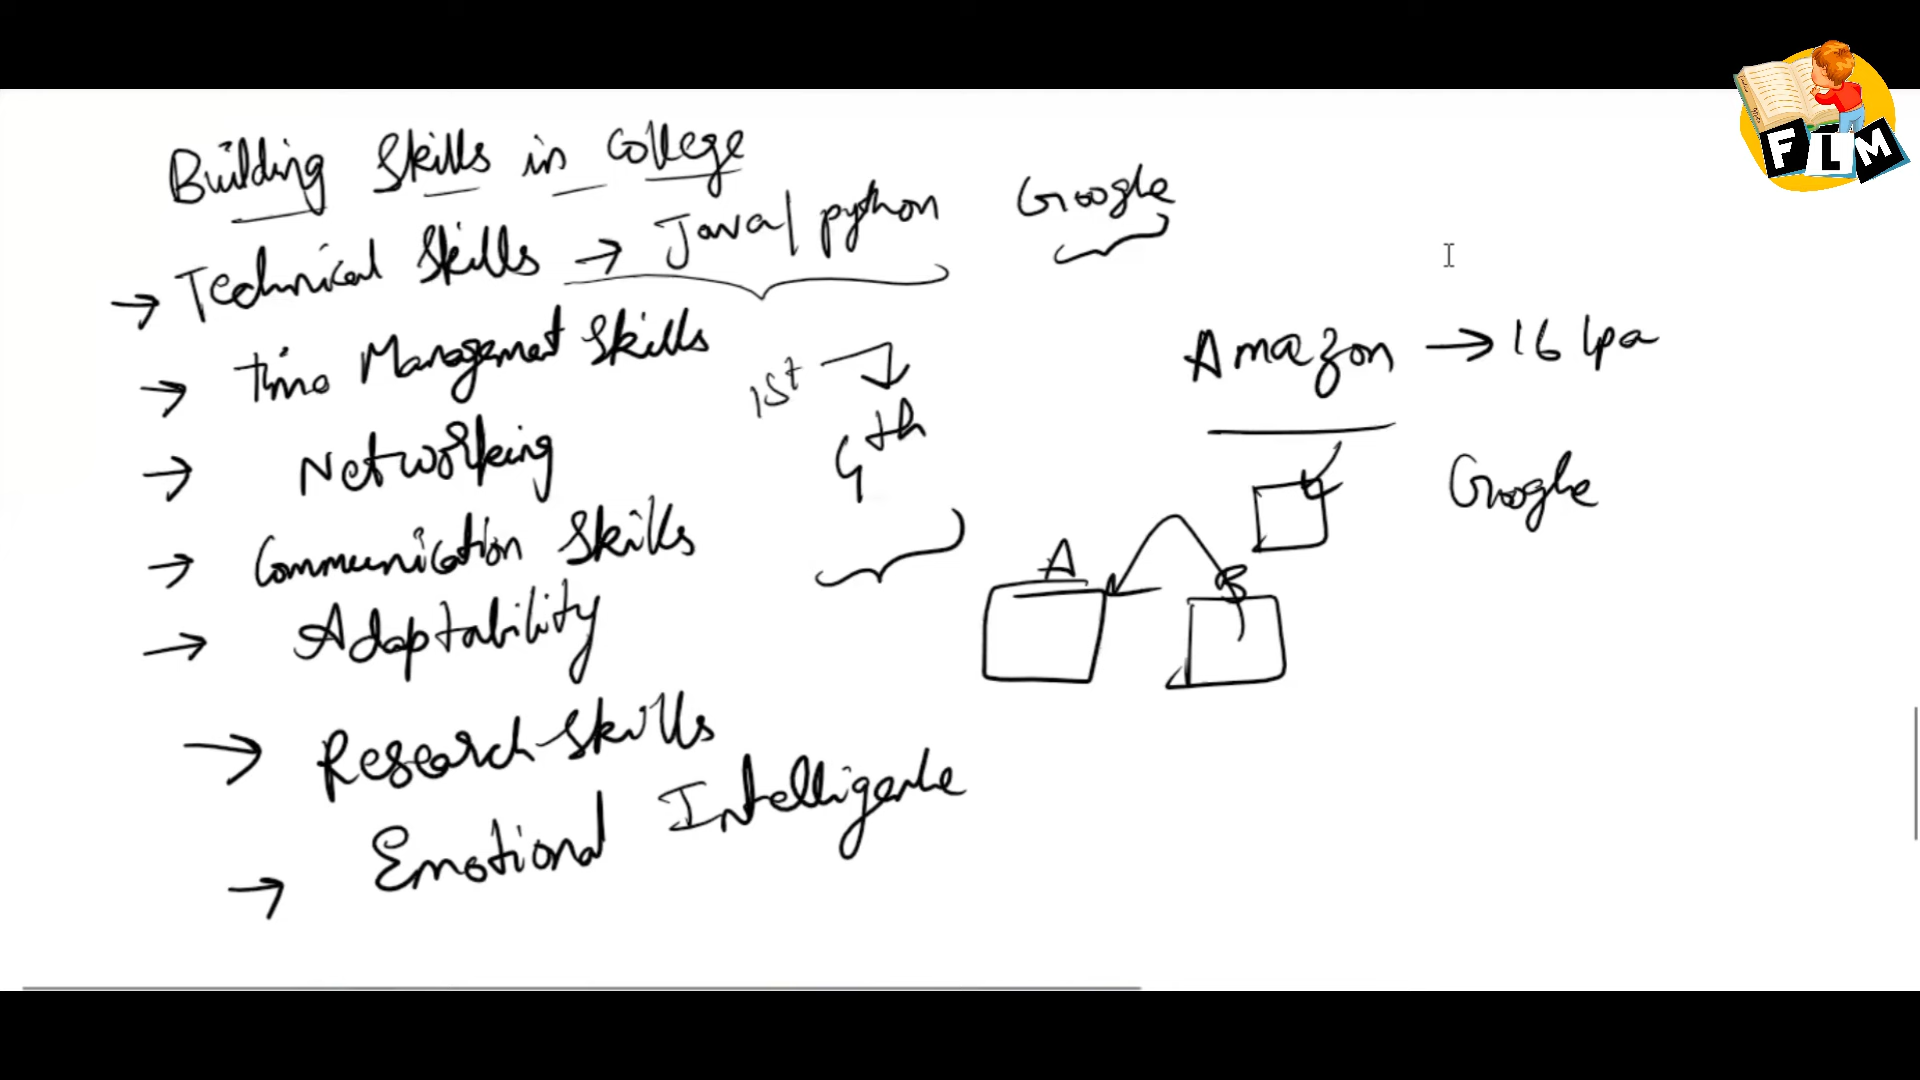 Building Skills in College
→ Technical Skills → Java/python
Google
→ Time Management Skills
1st
4th
→ Networking
→ Communication Skills
→ Adaptability
→ Research Skills
→ Emotional Intelligence
Amazon → 16 lpa
Google
A
B
FLM